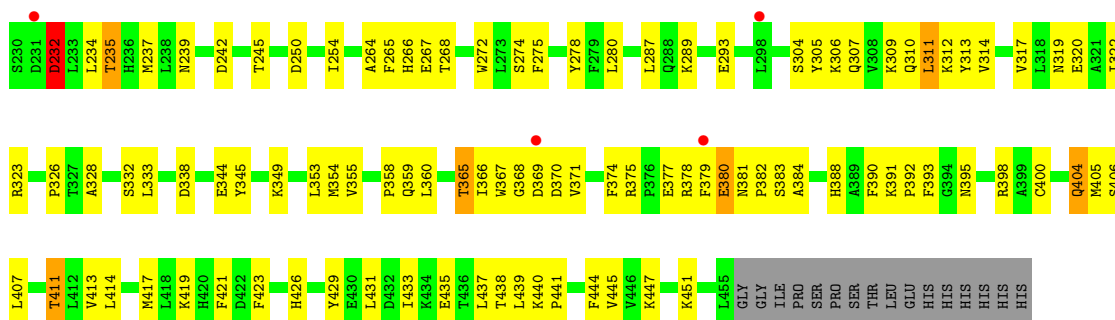 S230 D231 D232 L233 L234 T235 H236 M237 L238 N239 D242 T245 D250 I254 A264 F265 H266 E267 T268 W272 L273 S274 F275 Y278 F279 L280 L287 Q288 K289 E293 L298 S304 Y305 K306 Q307 V308 K309 Q310 L311 K312 Y313 V314 V317 L318 N319 E320 A321 I322
R323 P326 T327 A328 S332 L333 D338 E344 Y345 K349 L353 M354 V355 P358 Q359 L360 T365 I366 W367 G368 D369 D370 V371 F374 R375 P376 E377 R378 F379 E380 N381 P382 S383 A384 H388 A389 F390 K391 P392 F393 G394 N395 R398 A399 C400 Q404 M405 S406
L407 T411 L412 V413 L414 M417 L418 K419 H420 F421 D422 F423 H426 Y429 E430 L431 D432 I433 K434 E435 T436 L437 T438 L439 K440 P441 F444 V445 V446 K447 K451 L455 GLY GLY ILE PRO SER PRO SER THR LEU GLU HIS HIS HIS HIS HIS HIS